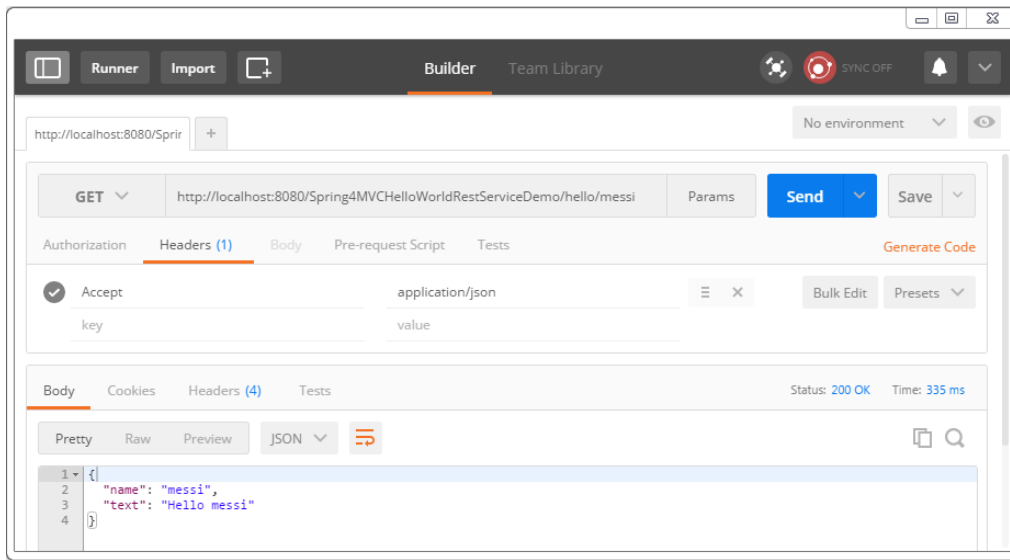 Runner Import Builder Team Library SYNC OFF
http://localhost:8080/Sprin + No environment
GET http://localhost:8080/Spring4MVCHelloWorldRestServiceDemo/hello/messi Params Send Save
Authorization Headers (1) Body Pre-request Script Tests Generate Code
Accept application/json Bulk Edit Presets
key value
Body Cookies Headers (4) Tests Status: 200 OK Time: 335 ms
Pretty Raw Preview JSON
1 {
2 "name": "messi",
3 "text": "Hello messi"
4 }